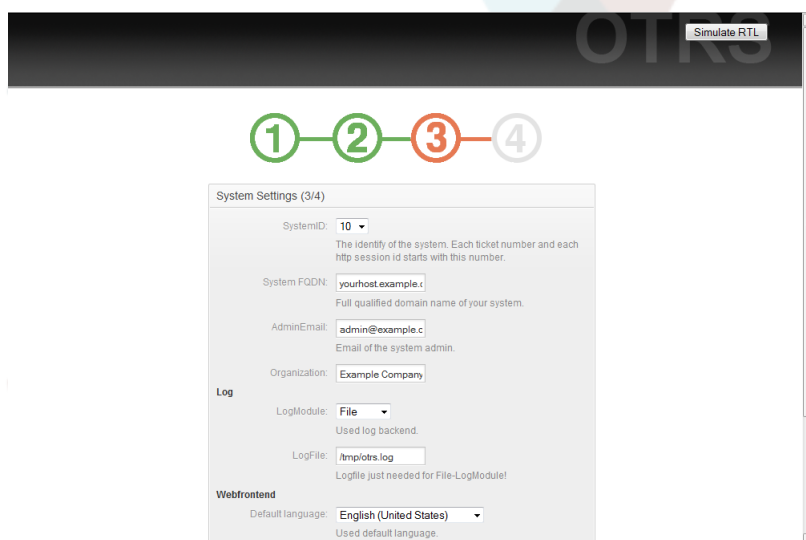 OTRS
Simulate RTL
1 2 3 4
System Settings (3/4)
SystemID: 10
The identify of the system. Each ticket number and each
http session id starts with this number.
System FQDN: yourhost.example.c
Full qualified domain name of your system.
AdminEmail: admin@example.c
Email of the system admin.
Organization: Example Company
Log
LogModule: File
Used log backend.
LogFile: /tmp/otrs.log
Logfile just needed for File-LogModule!
Webfrontend
Default language: English (United States)
Used default language.